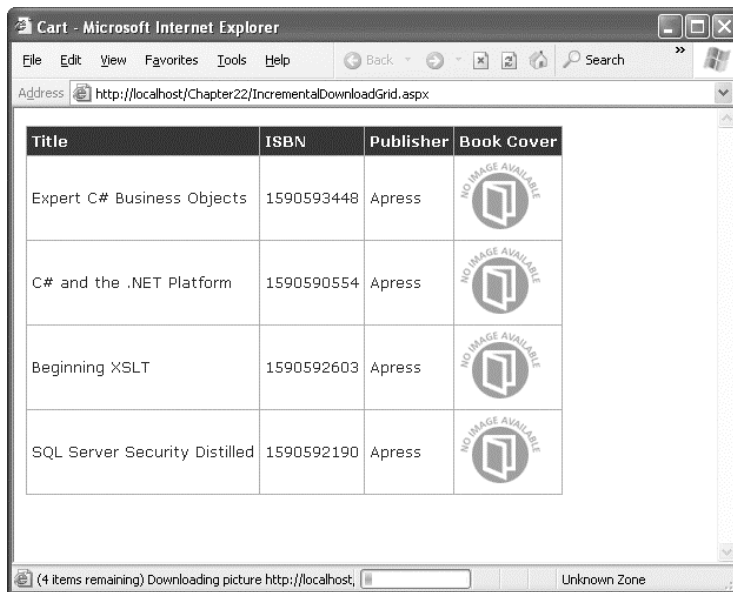 Cart - Microsoft Internet Explorer
File Edit View Favorites Tools Help Back Search »
Address http://localhost/Chapter22/IncrementalDownloadGrid.aspx
Title ISBN Publisher Book Cover
Expert C# Business Objects 1590593448 Apress NO IMAGE AVAILABLE
C# and the .NET Platform 1590590554 Apress NO IMAGE AVAILABLE
Beginning XSLT 1590592603 Apress NO IMAGE AVAILABLE
SQL Server Security Distilled 1590592190 Apress NO IMAGE AVAILABLE
(4 items remaining) Downloading picture http://localhost, Unknown Zone